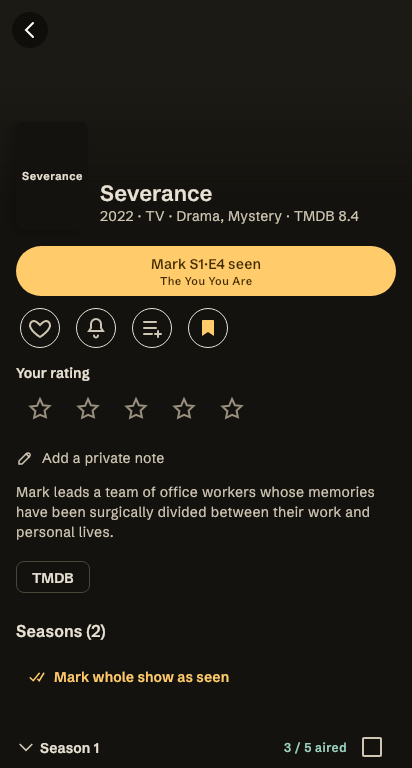 Severance
Severance
2022 · TV · Drama, Mystery · TMDB 8.4
Mark S1·E4 seen
The You You Are
Your rating
Add a private note
Mark leads a team of office workers whose memories
have been surgically divided between their work and
personal lives.
TMDB
Seasons (2)
Mark whole show as seen
Season 1
3 / 5 aired